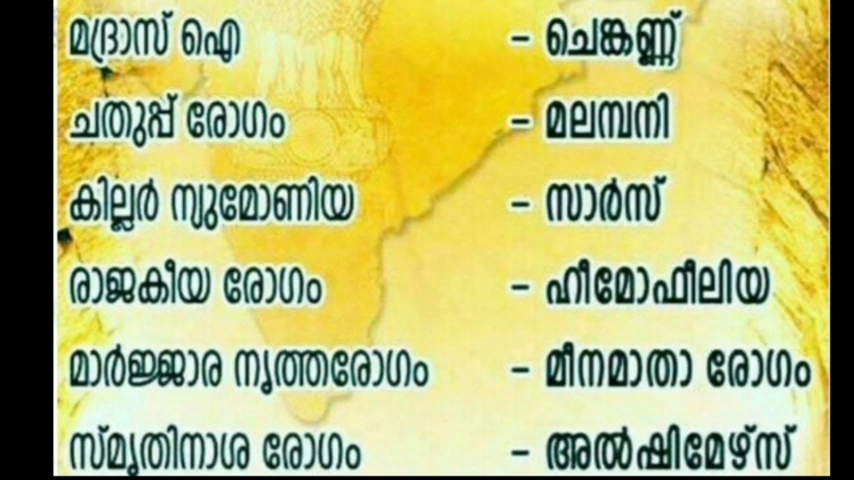 മദ്രാസ് ഐ - ചെങ്കണ്ണ്
ചതുപ്പ് രോഗം - മലമ്പനി
കില്ലർ ന്യുമോണിയ - സാർസ്
രാജകീയ രോഗം - ഹീമോഫീലിയ
മാർജ്ജാര നൃത്തരോഗം - മീനമാതാ രോഗം
സ്മൃതിനാശ രോഗം - അൽഷിമേഴ്സ്